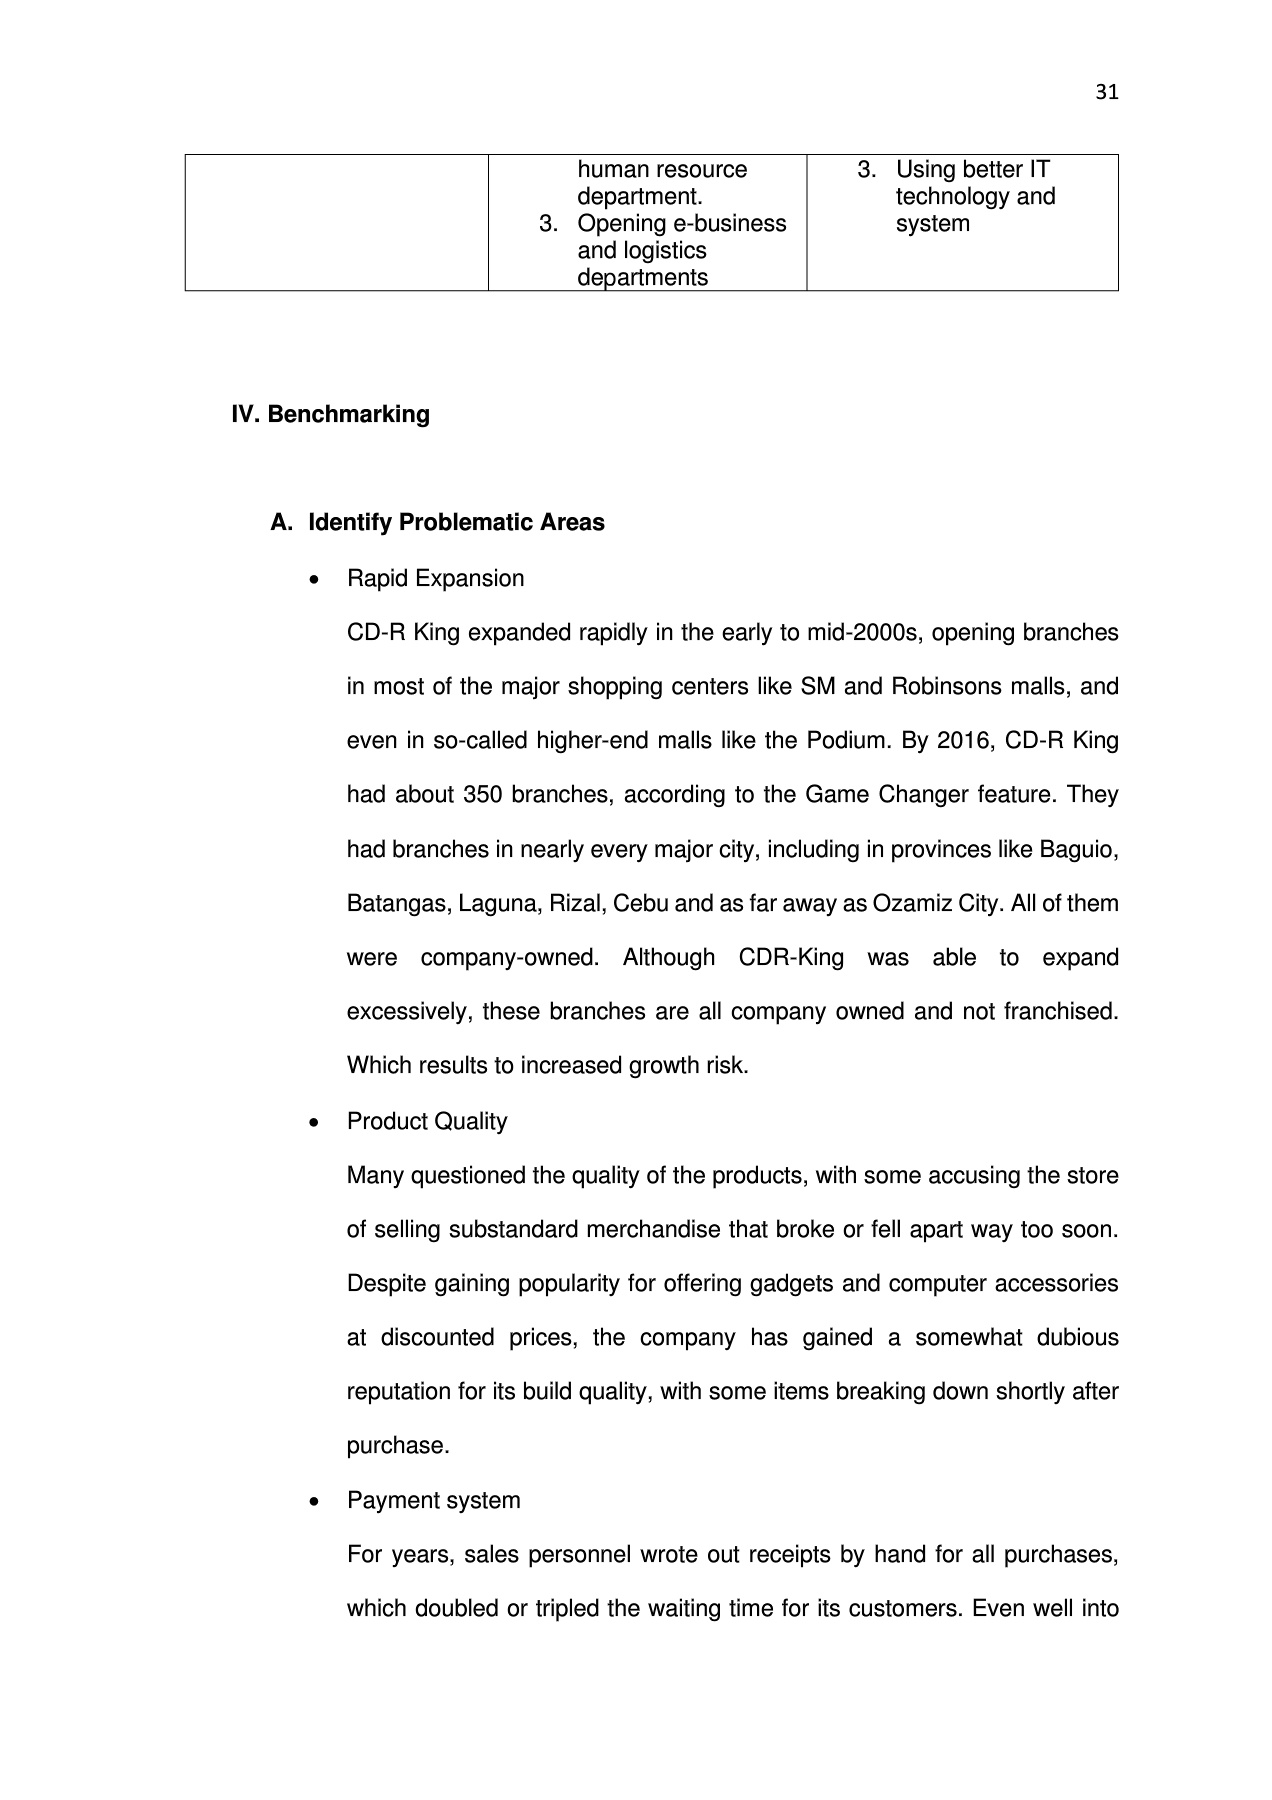 31
human resource
department.
3. Opening e-business
and logistics
departments
3. Using better IT
technology and
system
IV. Benchmarking
A. Identify Problematic Areas
• Rapid Expansion
CD-R King expanded rapidly in the early to mid-2000s, opening branches
in most of the major shopping centers like SM and Robinsons malls, and
even in so-called higher-end malls like the Podium. By 2016, CD-R King
had about 350 branches, according to the Game Changer feature. They
had branches in nearly every major city, including in provinces like Baguio,
Batangas, Laguna, Rizal, Cebu and as far away as Ozamiz City. All of them
were company-owned. Although CDR-King was able to expand
excessively, these branches are all company owned and not franchised.
Which results to increased growth risk.
• Product Quality
Many questioned the quality of the products, with some accusing the store
of selling substandard merchandise that broke or fell apart way too soon.
Despite gaining popularity for offering gadgets and computer accessories
at discounted prices, the company has gained a somewhat dubious
reputation for its build quality, with some items breaking down shortly after
purchase.
• Payment system
For years, sales personnel wrote out receipts by hand for all purchases,
which doubled or tripled the waiting time for its customers. Even well into